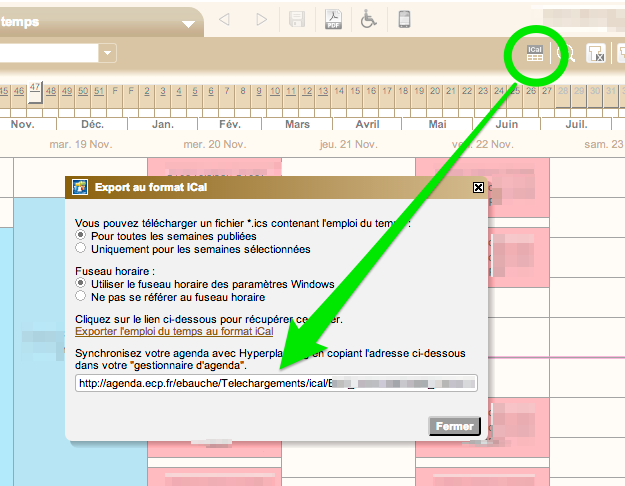 temps
PDF
iCal
45 46 47 48 49 50 51 F F 2 3 4 5 6 7 8 9 10 11 12 13 14 15 16 17 18 19 20 21 22 23 24 25 26 27 28 29 30 31
Nov. Déc. Jan. Fév. Mars Avril Mai Juin Juil.
mar. 19 Nov. mer. 20 Nov. jeu. 21 Nov. ven. 22 Nov. sam. 23
Export au format iCal
Vous pouvez télécharger un fichier *.ics contenant l'emploi du temps :
Pour toutes les semaines publiées
Uniquement pour les semaines sélectionnées
Fuseau horaire :
Utiliser le fuseau horaire des paramètres Windows
Ne pas se référer au fuseau horaire
Cliquez sur le lien ci-dessous pour récupérer ce fichier.
Exporter l'emploi du temps au format iCal
Synchronisez votre agenda avec Hyperplanning en copiant l'adresse ci-dessous
dans votre "gestionnaire d'agenda".
http://agenda.ecp.fr/ebauche/Telechargements/ical/E
Fermer